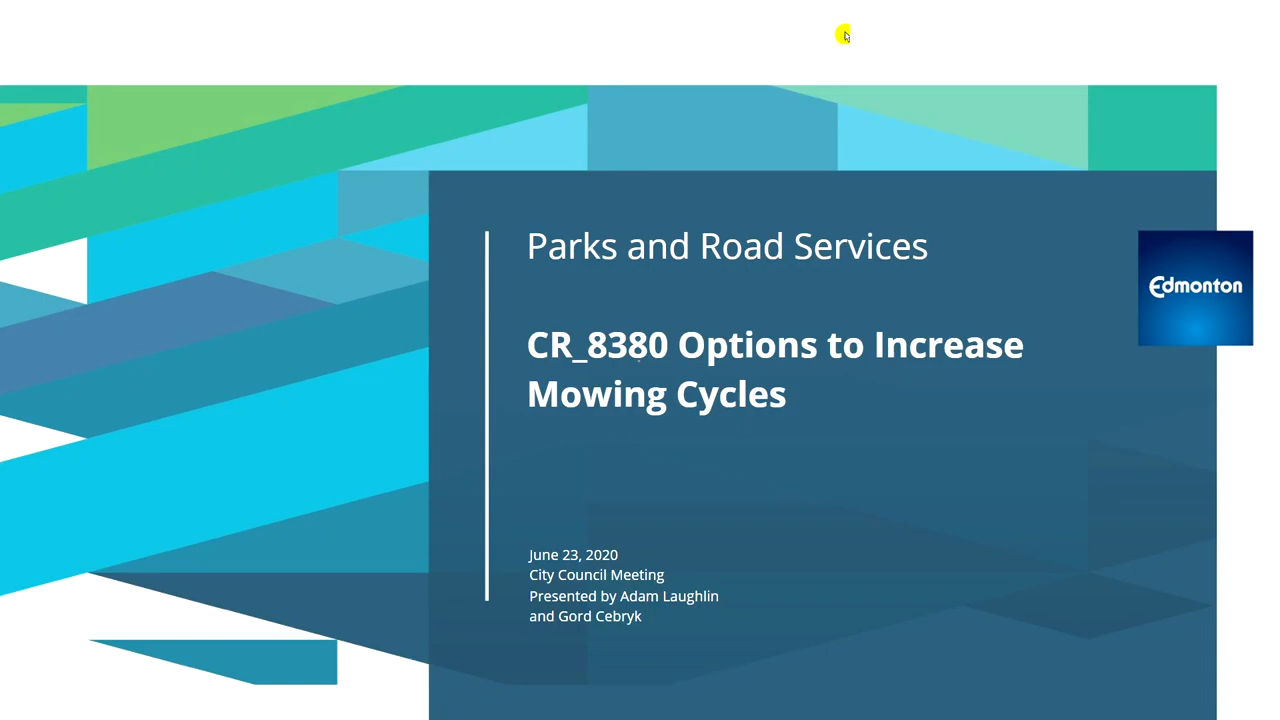 Parks and Road Services
Edmonton
CR_8380 Options to Increase
Mowing Cycles
June 23, 2020
City Council Meeting
Presented by Adam Laughlin
and Gord Cebryk